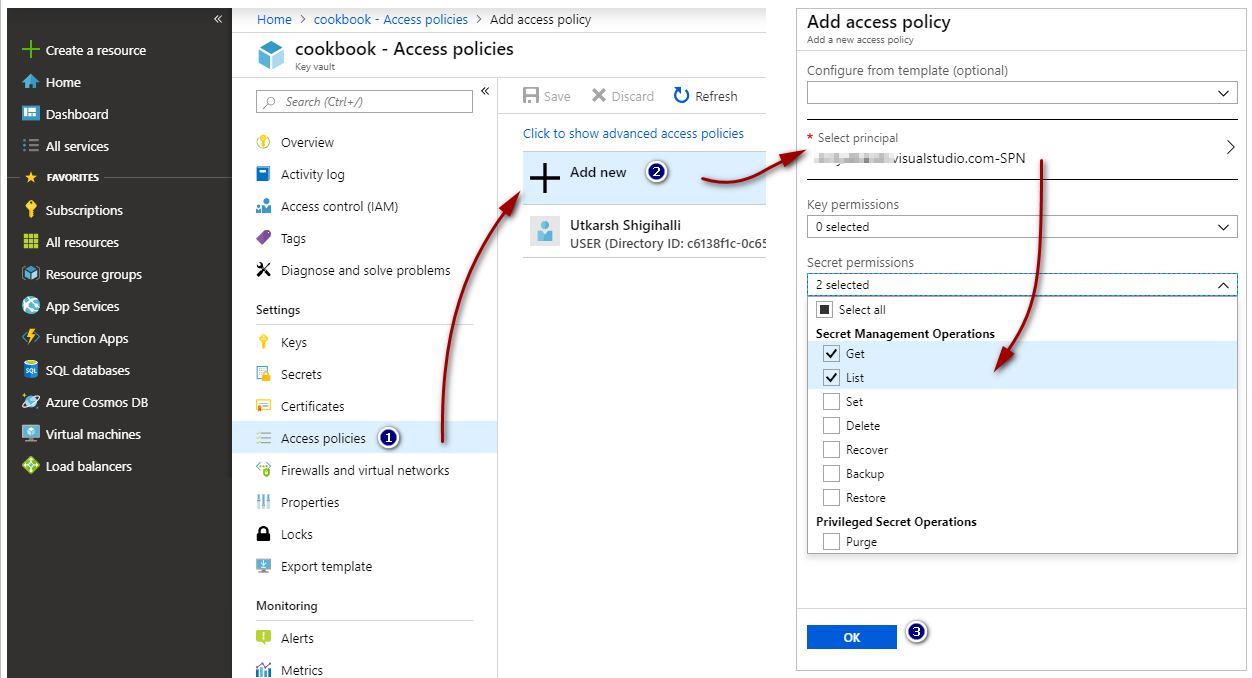 Create a resource
Home
Dashboard
All services
FAVORITES
Subscriptions
All resources
Resource groups
App Services
Function Apps
SQL databases
Azure Cosmos DB
Virtual machines
Load balancers
Home > cookbook - Access policies > Add access policy
cookbook - Access policies
Key vault
Search (Ctrl+/)
Overview
Activity log
Access control (IAM)
Tags
Diagnose and solve problems
Settings
Keys
Secrets
Certificates
Access policies 1
Firewalls and virtual networks
Properties
Locks
Export template
Monitoring
Alerts
Metrics
Save Discard Refresh
Click to show advanced access policies
Add new 2
Utkarsh Shigihalli
USER (Directory ID: c6138f1c-0c65
Add access policy
Add a new access policy
Configure from template (optional)
* Select principal
visualstudio.com-SPN
Key permissions
0 selected
Secret permissions
2 selected
Select all
Secret Management Operations
Get
List
Set
Delete
Recover
Backup
Restore
Privileged Secret Operations
Purge
OK 3